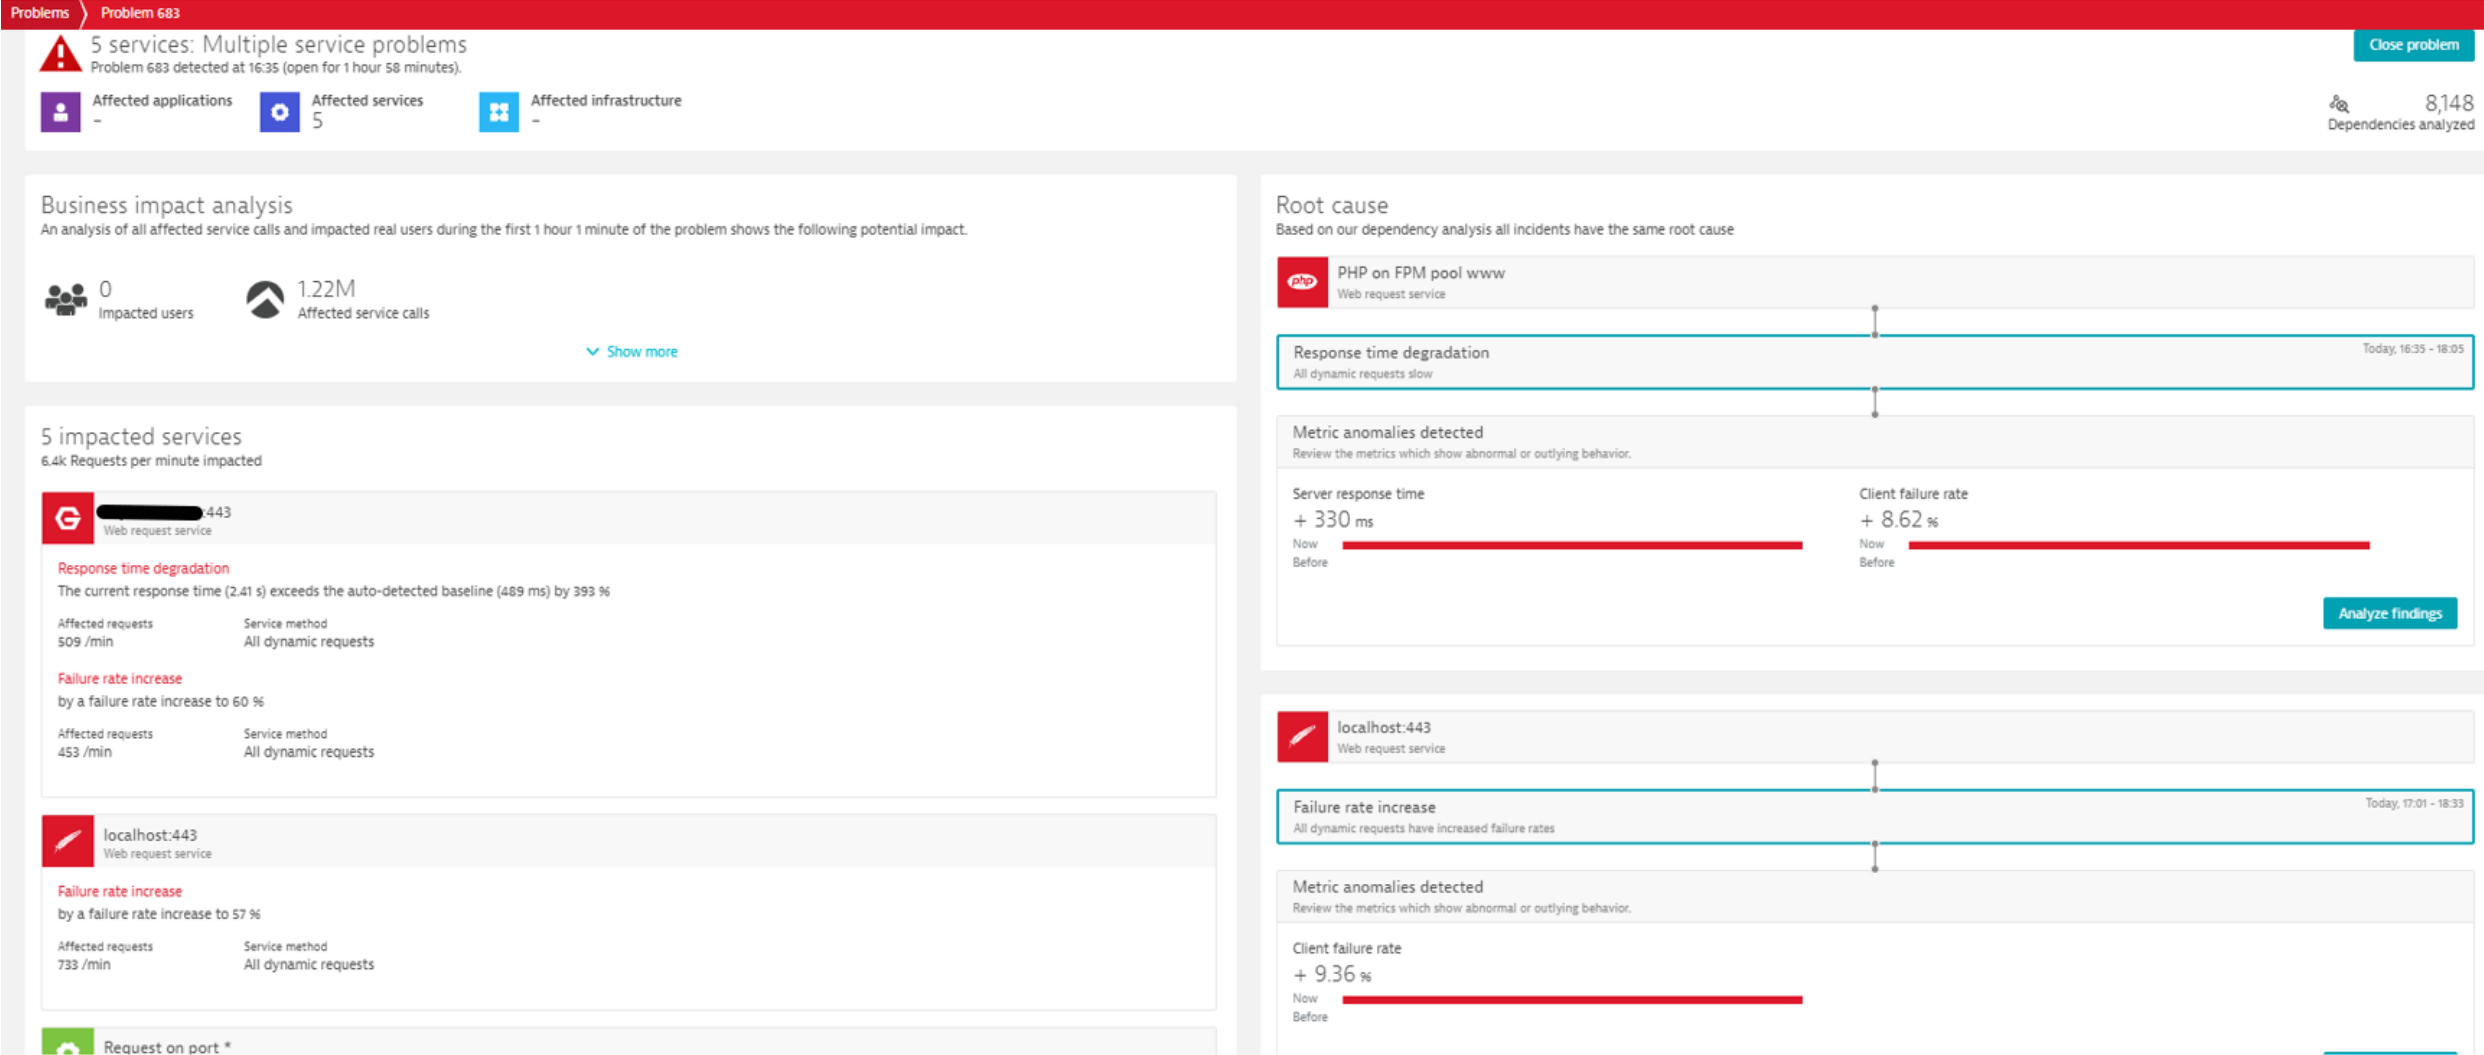 Problems
Problem 683
5 services: Multiple service problems
Problem 683 detected at 16:35 (open for 1 hour 58 minutes).
Close problem
Affected applications
–
Affected services
5
Affected infrastructure
–
8,148
Dependencies analyzed
Business impact analysis
An analysis of all affected service calls and impacted real users during the first 1 hour 1 minute of the problem shows the following potential impact.
0
Impacted users
1.22M
Affected service calls
Show more
5 impacted services
6.4k Requests per minute impacted
G
:443
Web request service
Response time degradation
The current response time (2.41 s) exceeds the auto-detected baseline (489 ms) by 393 %
Affected requests
509 /min
Service method
All dynamic requests
Failure rate increase
by a failure rate increase to 60 %
Affected requests
453 /min
Service method
All dynamic requests
localhost:443
Web request service
Failure rate increase
by a failure rate increase to 57 %
Affected requests
733 /min
Service method
All dynamic requests
Request on port *
Root cause
Based on our dependency analysis all incidents have the same root cause
php
PHP on FPM pool www
Web request service
Response time degradation
Today, 16:35 - 18:05
All dynamic requests slow
Metric anomalies detected
Review the metrics which show abnormal or outlying behavior.
Server response time
+ 330 ms
Now
Before
Client failure rate
+ 8.62 %
Now
Before
Analyze findings
localhost:443
Web request service
Failure rate increase
Today, 17:01 - 18:33
All dynamic requests have increased failure rates
Metric anomalies detected
Review the metrics which show abnormal or outlying behavior.
Client failure rate
+ 9.36 %
Now
Before